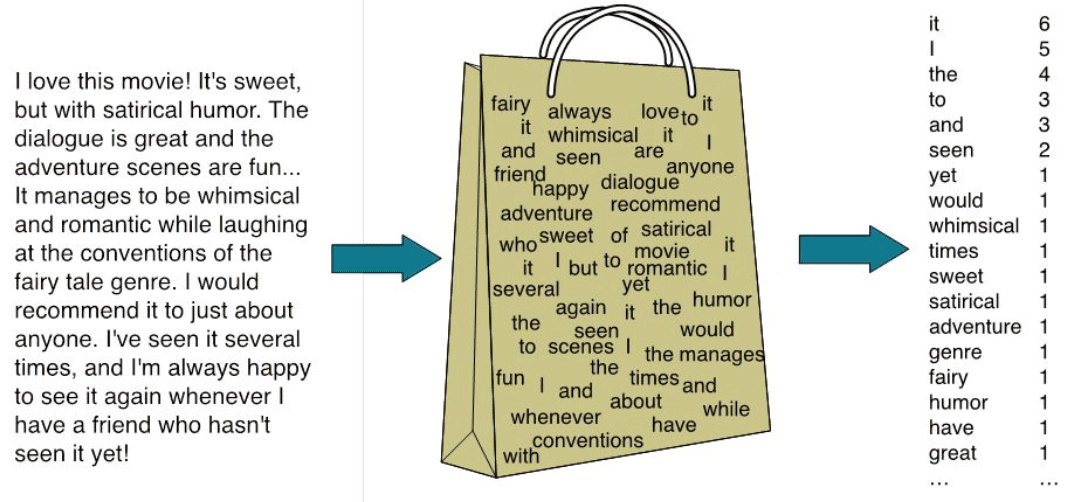 I love this movie! It's sweet,
but with satirical humor. The
dialogue is great and the
adventure scenes are fun...
It manages to be whimsical
and romantic while laughing
at the conventions of the
fairy tale genre. I would
recommend it to just about
anyone. I've seen it several
times, and I'm always happy
to see it again whenever I
have a friend who hasn't
seen it yet!
fairy always love to it
it whimsical it I
and seen are anyone
friend happy dialogue
adventure recommend
who sweet of satirical
it I but to movie it
romantic I
several yet
again it the humor
the seen would
to scenes I the manages
fun I and the times and
whenever about while
have
conventions
with
it 6
I 5
the 4
to 3
and 3
seen 2
yet 1
would 1
whimsical 1
times 1
sweet 1
satirical 1
adventure 1
genre 1
fairy 1
humor 1
have 1
great 1
... ...